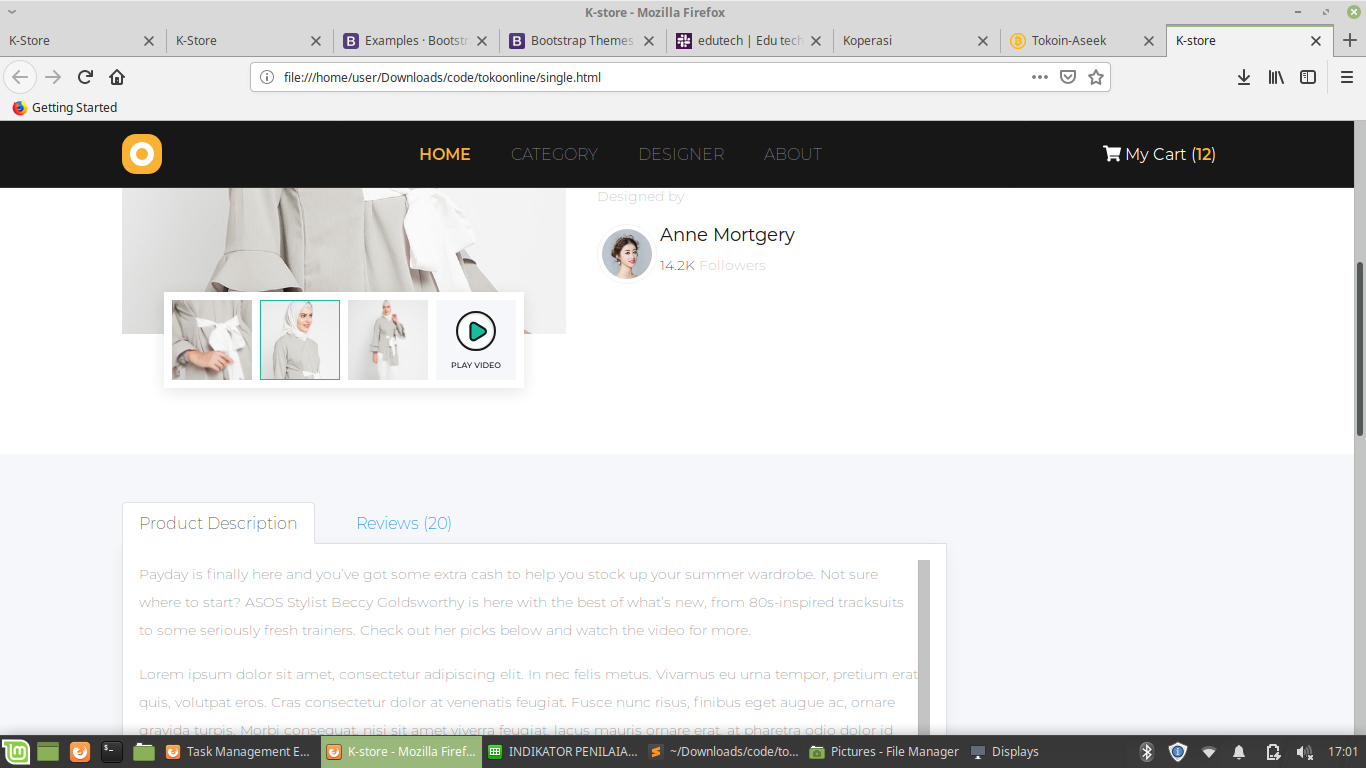 K-store - Mozilla Firefox
K-Store
K-Store
Examples · Bootstr
Bootstrap Themes
edutech | Edu tech
Koperasi
Tokoin-Aseek
K-store
file:///home/user/Downloads/code/tokoonline/single.html
Getting Started
HOME
CATEGORY
DESIGNER
ABOUT
My Cart (12)
Designed by
Anne Mortgery
14.2K Followers
PLAY VIDEO
Product Description
Reviews (20)
Payday is finally here and you’ve got some extra cash to help you stock up your summer wardrobe. Not sure
where to start? ASOS Stylist Beccy Goldsworthy is here with the best of what’s new, from 80s-inspired tracksuits
to some seriously fresh trainers. Check out her picks below and watch the video for more.
Lorem ipsum dolor sit amet, consectetur adipiscing elit. In nec felis metus. Vivamus eu urna tempor, pretium erat
quis, volutpat eros. Cras consectetur dolor at venenatis feugiat. Fusce nunc risus, finibus eget augue ac, ornare
gravida turpis. Morbi consequat, nisi sit amet viverra feugiat, lacus mauris ornare erat, at pharetra odio dolor id
Task Management E...
K-store - Mozilla Firef...
INDIKATOR PENILAIA...
~/Downloads/code/to...
Pictures - File Manager
Displays
17:01